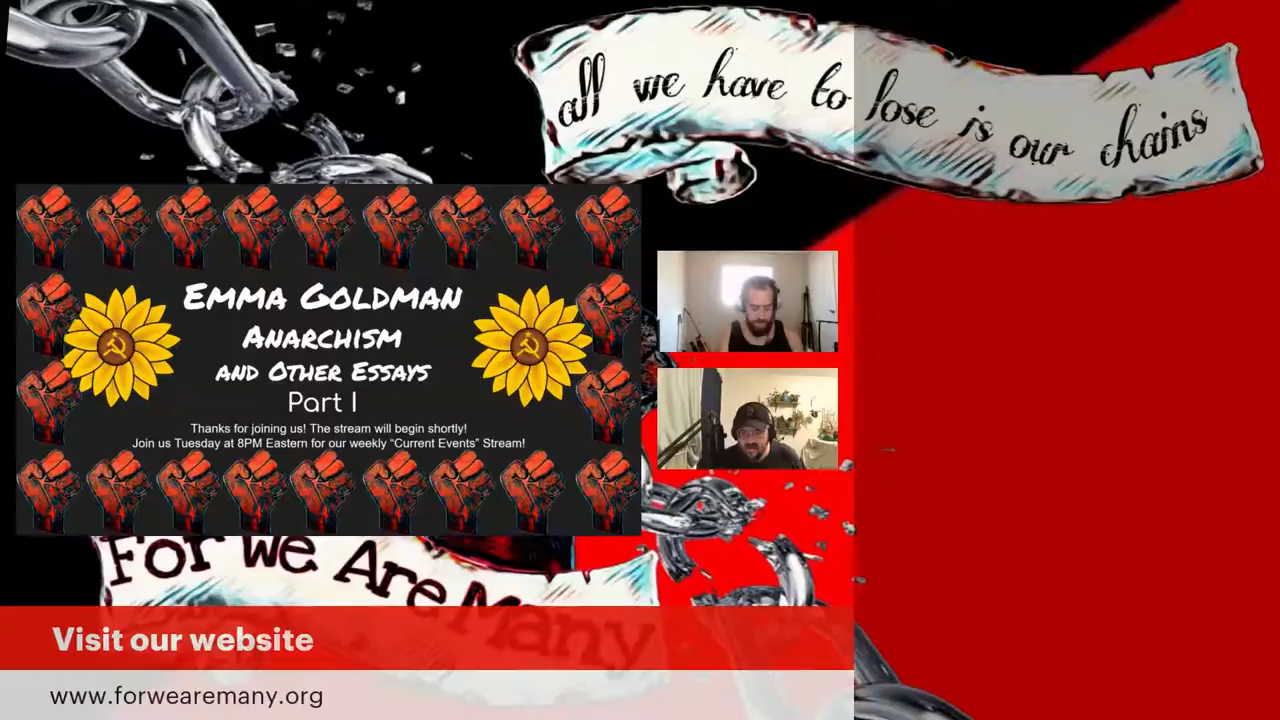 all we have to lose is our chains
EMMA GOLDMAN
ANARCHISM
AND OTHER ESSAYS
Part I
Thanks for joining us! The stream will begin shortly!
Join us Tuesday at 8PM Eastern for our weekly “Current Events” Stream!
For we Are Many
Visit our website
www.forwearemany.org